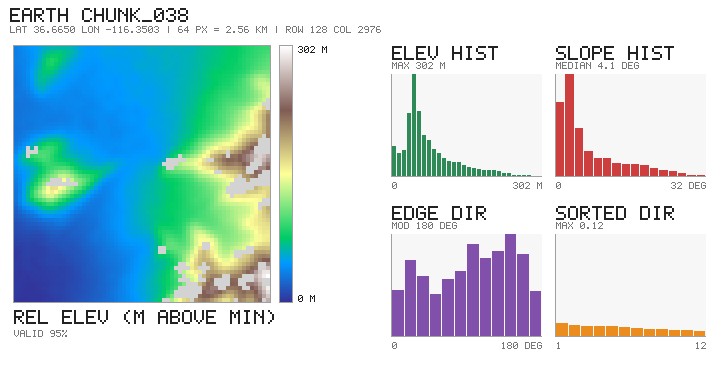 EARTH CHUNK_038
LAT 36.6650 LON -116.3503 | 64 PX = 2.56 KM | ROW 128 COL 2976
302 M
0 M
REL ELEV (M ABOVE MIN)
VALID 95%
ELEV HIST
MAX 302 M
0 302 M
SLOPE HIST
MEDIAN 4.1 DEG
0 32 DEG
EDGE DIR
MOD 180 DEG
0 180 DEG
SORTED DIR
MAX 0.12
1 12